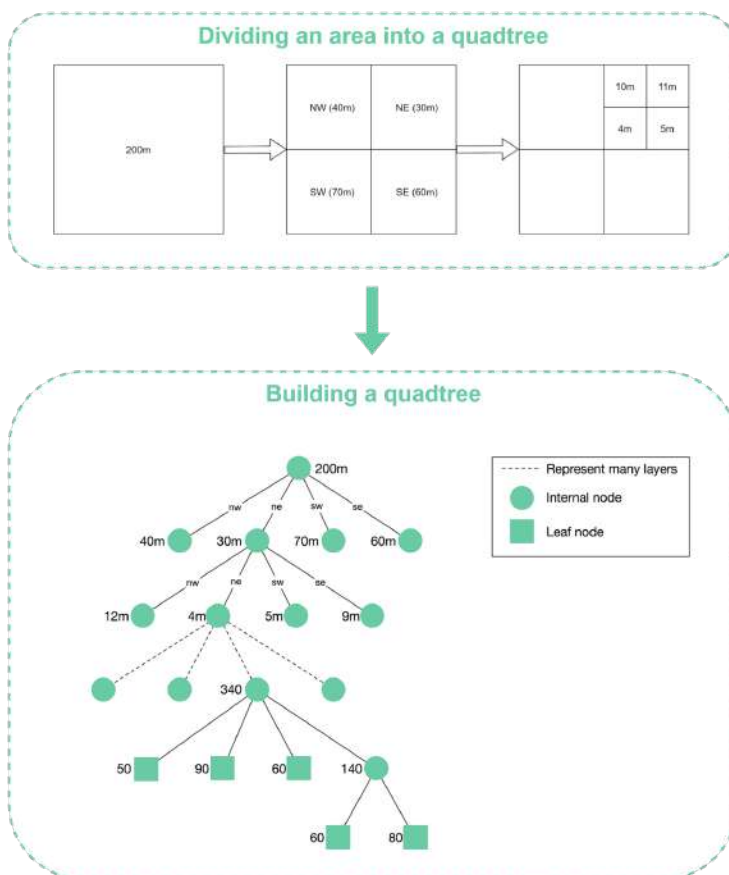 Dividing an area into a quadtree
200m
NW (40m)
NE (30m)
SW (70m)
SE (60m)
10m
11m
4m
5m
Building a quadtree
200m
nw
ne
sw
se
40m
30m
70m
60m
nw
ne
sw
se
12m
4m
5m
9m
340
50
90
60
140
60
80
Represent many layers
Internal node
Leaf node